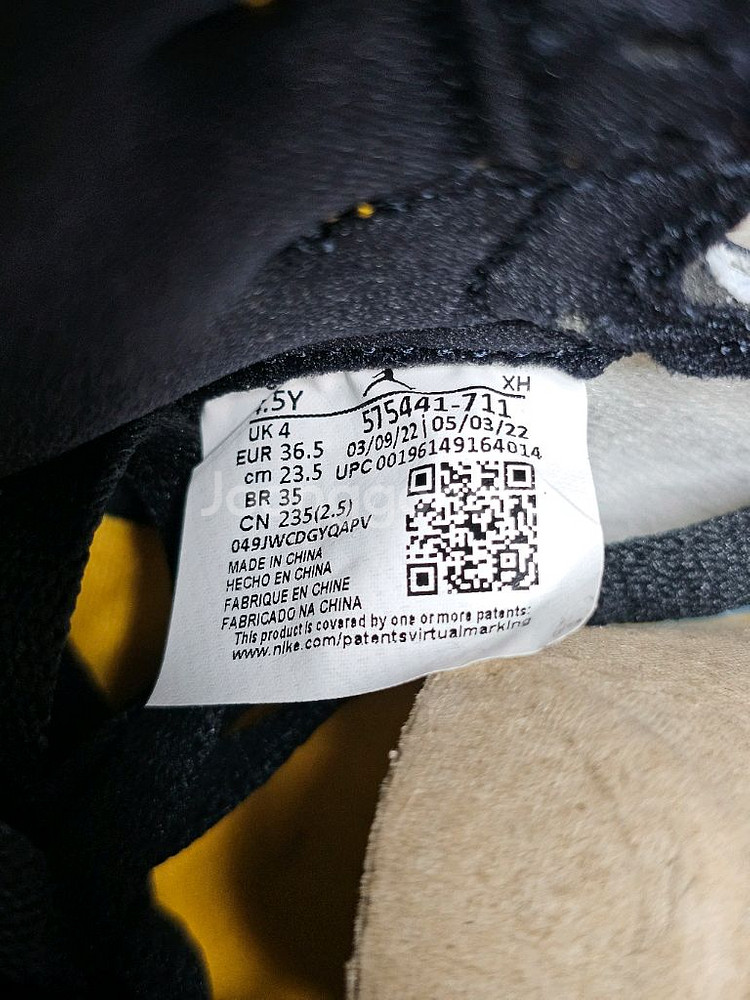 .5Y
XH
575441-711
UK 4
03/09/22 | 05/03/22
EUR 36.5
UPC 00196149164014
cm 23.5
BR 35
CN 235(2.5)
049JWCDGYQAPV
MADE IN CHINA
HECHO EN CHINA
FABRIQUE EN CHINE
FABRICADO NA CHINA
This product is covered by one or more patents:
www.nike.com/patentsvirtualmarking